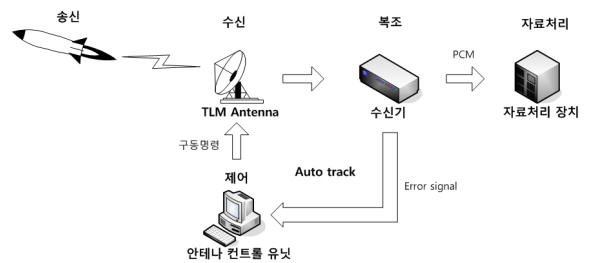 송신
수신
복조
자료처리
PCM
TLM Antenna
수신기
자료처리 장치
구동명령
Auto track
제어
Error signal
안테나 컨트롤 유닛